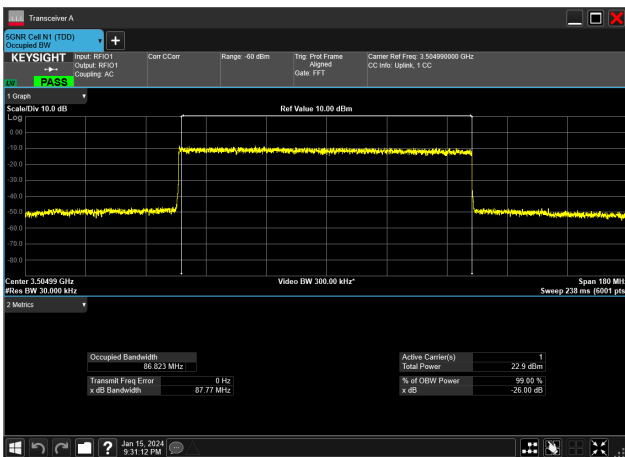 Transceiver A
5GNR Cell N1 (TDD)
Occupied BW
KEYSIGHT
PASS
Input: RFIO1
Output: RFIO1
Coupling: AC
Corr CCorr
Range: -60 dBm
Trig: Prot Frame
Aligned
Gate: FFT
Carrier Ref Freq: 3.504990000 GHz
CC Info: Uplink, 1 CC
1 Graph
Scale/Div 10.0 dB
Ref Value 10.00 dBm
Log
0.00
-10.0
-20.0
-30.0
-40.0
-50.0
-60.0
-70.0
-80.0
Center 3.50499 GHz
Video BW 300.00 kHz*
Span 180 MHz
#Res BW 30.000 kHz
Sweep 238 ms (6001 pts
2 Metrics
Occupied Bandwidth
86.823 MHz
Transmit Freq Error 0 Hz
x dB Bandwidth 87.77 MHz
Active Carrier(s) 1
Total Power 22.9 dBm
% of OBW Power 99.00 %
x dB -26.00 dB
Jan 15, 2024
9:31:12 PM